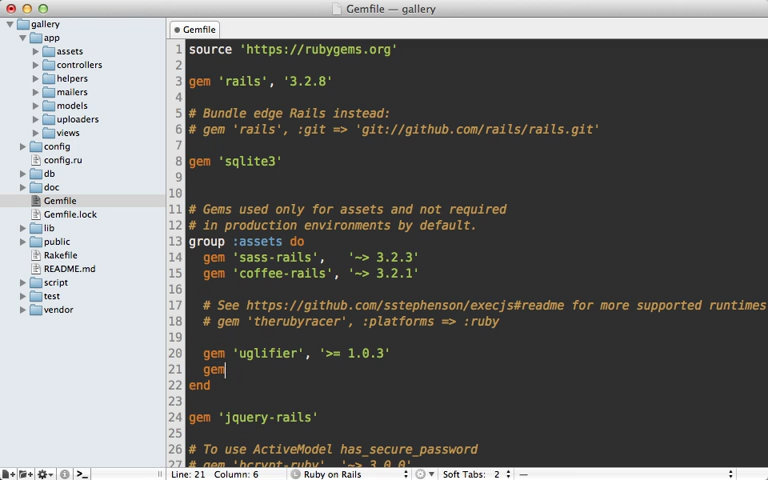 Gemfile — gallery
gallery
app
assets
controllers
helpers
mailers
models
uploaders
views
config
config.ru
db
doc
Gemfile
Gemfile.lock
lib
public
Rakefile
README.md
script
test
vendor
Gemfile
1 source 'https://rubygems.org'
2
3 gem 'rails', '3.2.8'
4
5 # Bundle edge Rails instead:
6 # gem 'rails', :git => 'git://github.com/rails/rails.git'
7
8 gem 'sqlite3'
9
10
11 # Gems used only for assets and not required
12 # in production environments by default.
13 group :assets do
14 gem 'sass-rails', '~> 3.2.3'
15 gem 'coffee-rails', '~> 3.2.1'
16
17 # See https://github.com/sstephenson/execjs#readme for more supported runtimes
18 # gem 'therubyracer', :platforms => :ruby
19
20 gem 'uglifier', '>= 1.0.3'
21 gem
22 end
23
24 gem 'jquery-rails'
25
26 # To use ActiveModel has_secure_password
27 # gem 'bcrypt-ruby', '~> 3.0.0'
Line: 21 Column: 6 Ruby on Rails Soft Tabs: 2 —